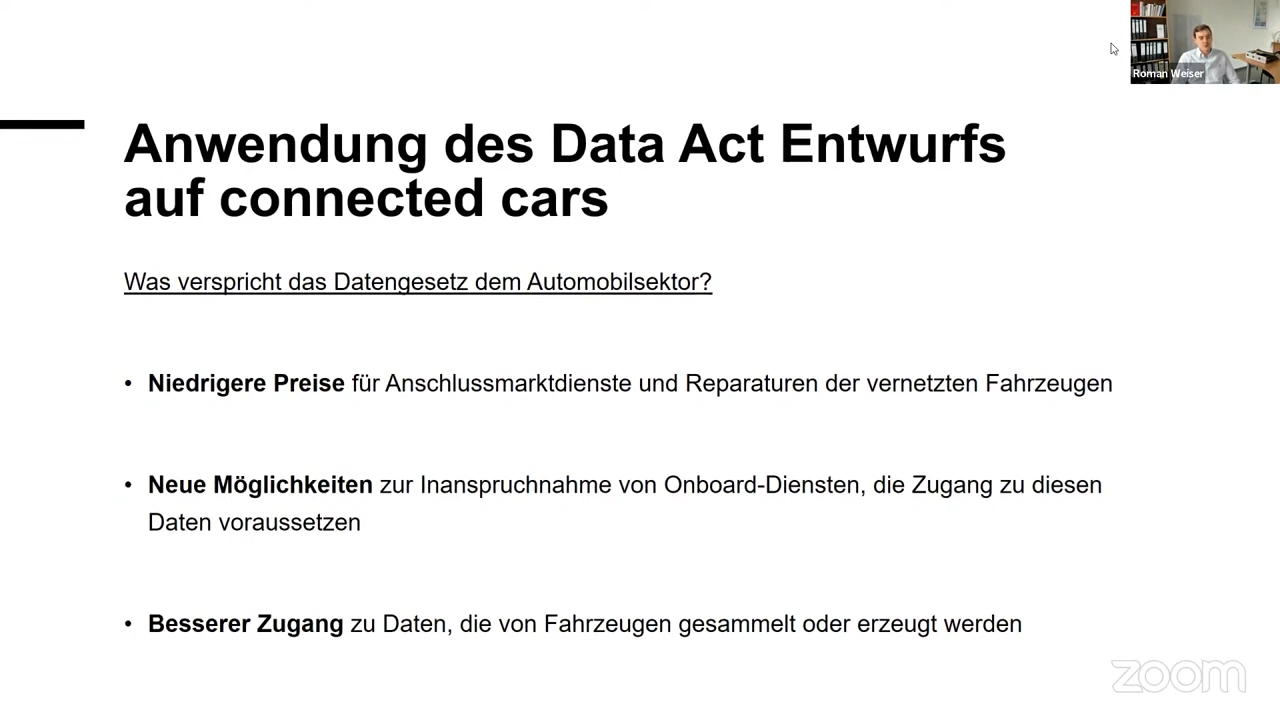 Roman Weiser
Anwendung des Data Act Entwurfs
auf connected cars
Was verspricht das Datengesetz dem Automobilsektor?
• Niedrigere Preise für Anschlussmarktdienste und Reparaturen der vernetzten Fahrzeugen
• Neue Möglichkeiten zur Inanspruchnahme von Onboard-Diensten, die Zugang zu diesen
Daten voraussetzen
• Besserer Zugang zu Daten, die von Fahrzeugen gesammelt oder erzeugt werden
zoom